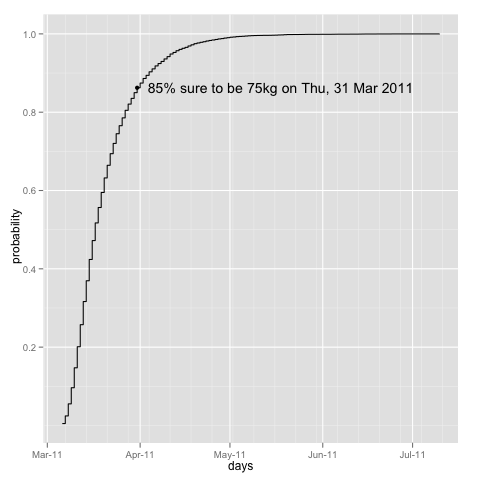 1.0
85% sure to be 75kg on Thu, 31 Mar 2011
0.8
0.6
probability
0.4
0.2
Mar-11 Apr-11 May-11 Jun-11 Jul-11
days